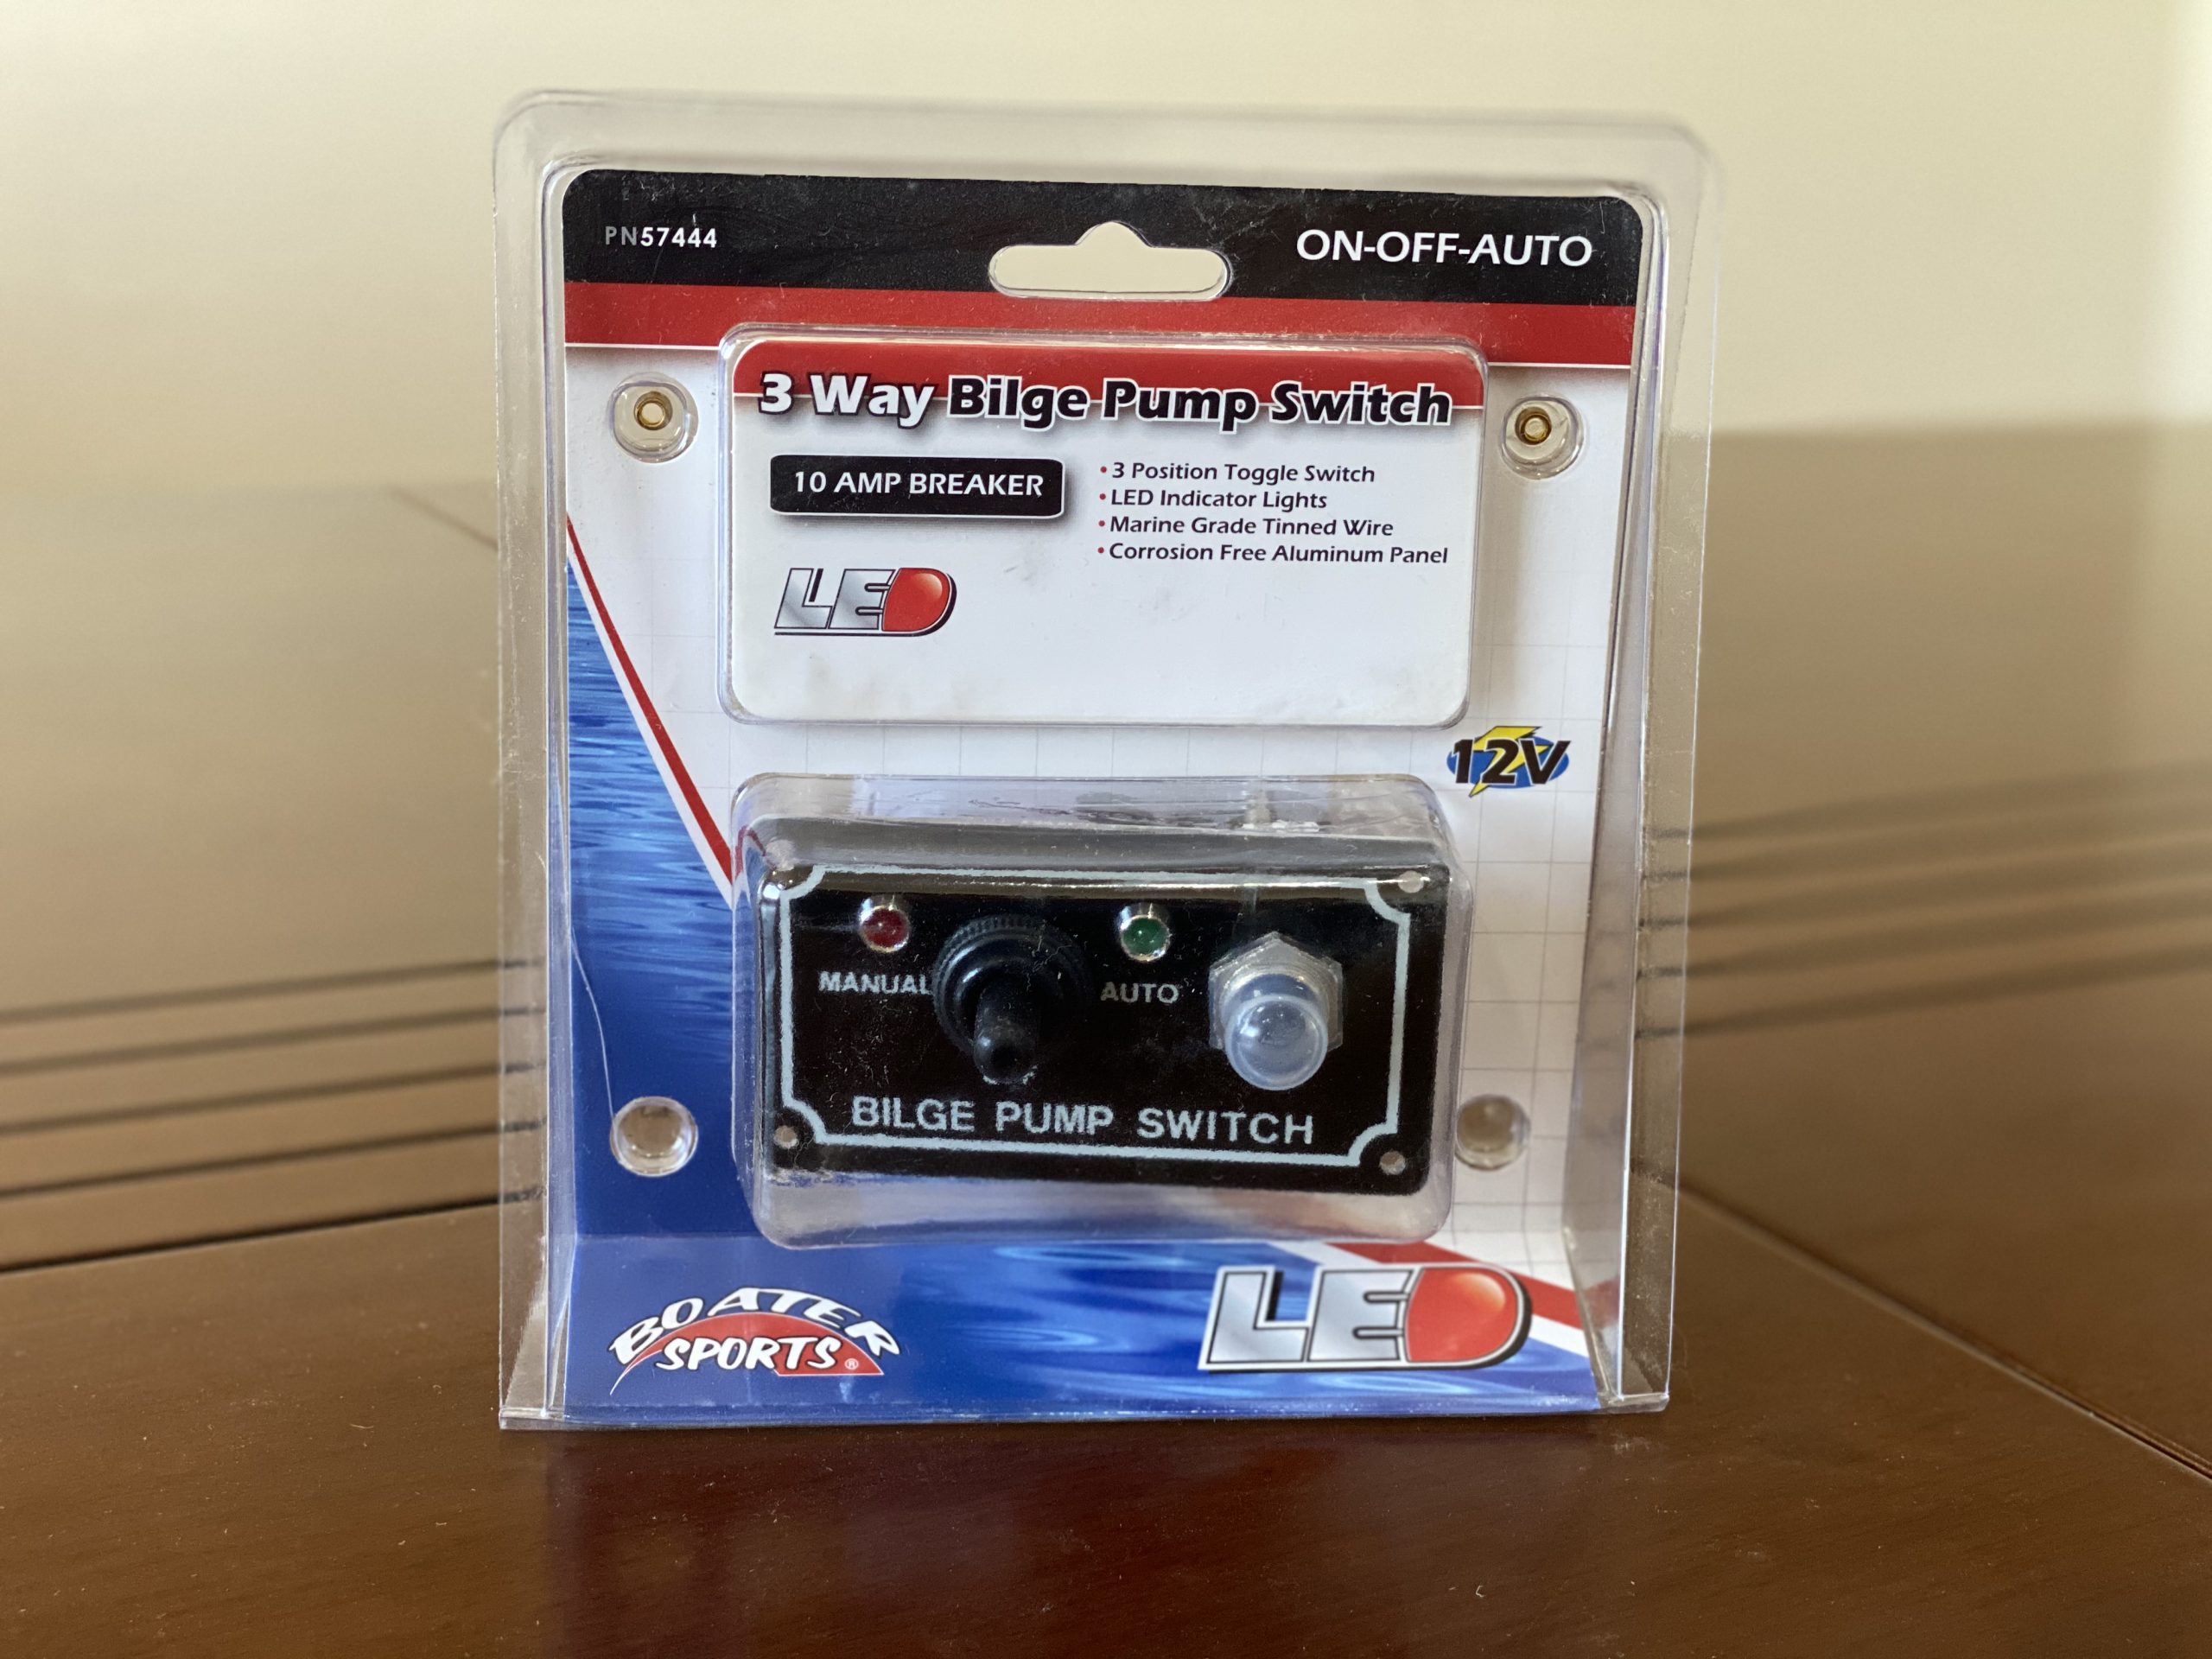 PN57444
ON-OFF-AUTO
3 Way Bilge Pump Switch
10 AMP BREAKER
• 3 Position Toggle Switch
• LED Indicator Lights
• Marine Grade Tinned Wire
• Corrosion Free Aluminum Panel
LED
12V
MANUAL
AUTO
BILGE PUMP SWITCH
BOATER
SPORTS®
LED